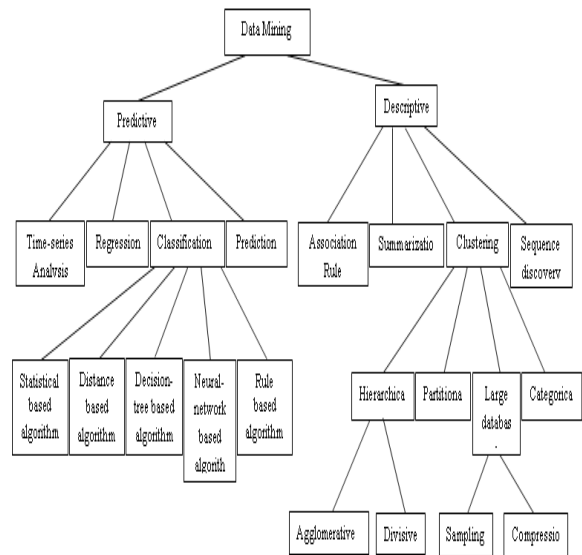 Data Mining
Predictive
Descriptive
Time-series
Analysis
Regression
Classification
Prediction
Association
Rule
Summarizatio
Clustering
Sequence
discovery
Statistical
based
algorithm
Distance
based
algorithm
Decision-
tree based
algorithm
Neural-
network
based
algorith
Rule
based
algorithm
Hierarchica
Partitiona
Large
databas
.
Categorica
Agglomerative
Divisive
Sampling
Compressio